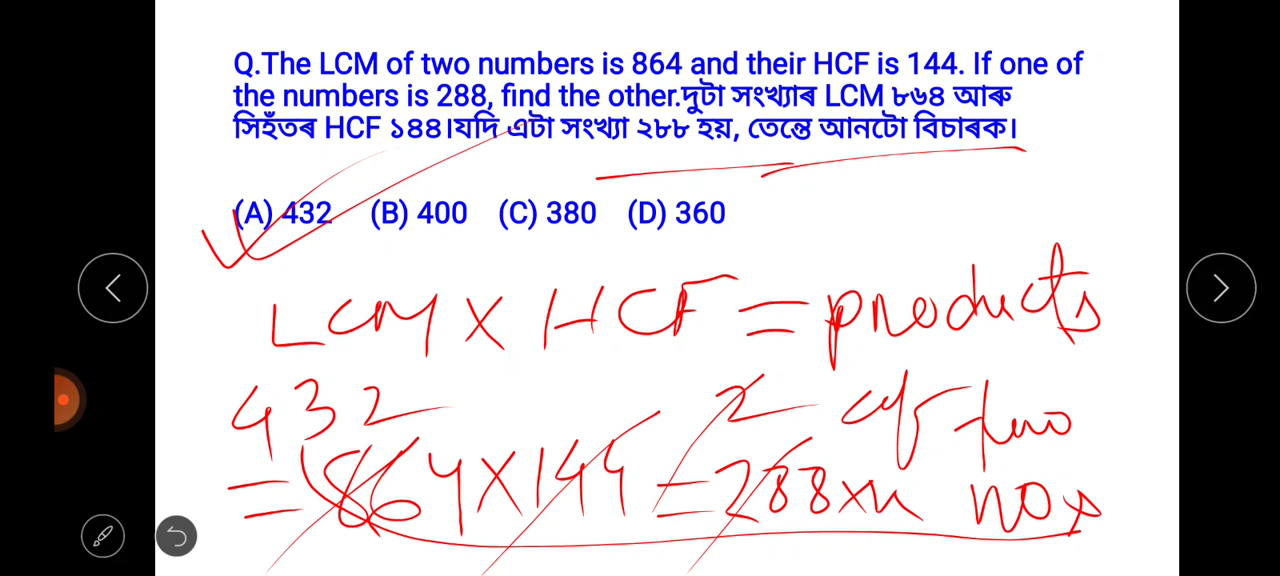 Q.The LCM of two numbers is 864 and their HCF is 144. If one of
the numbers is 288, find the other.দুটা সংখ্যাৰ LCM ৮৬৪ আৰু
সিহঁতৰ HCF ১৪৪।যদি এটা সংখ্যা ২৮৮ হয়, তেন্তে আনটো বিচাৰক।
(A) 432 (B) 400 (C) 380 (D) 360
LCM X HCF = products
432 2 of two
= 864 X 144 = 288 x x nos